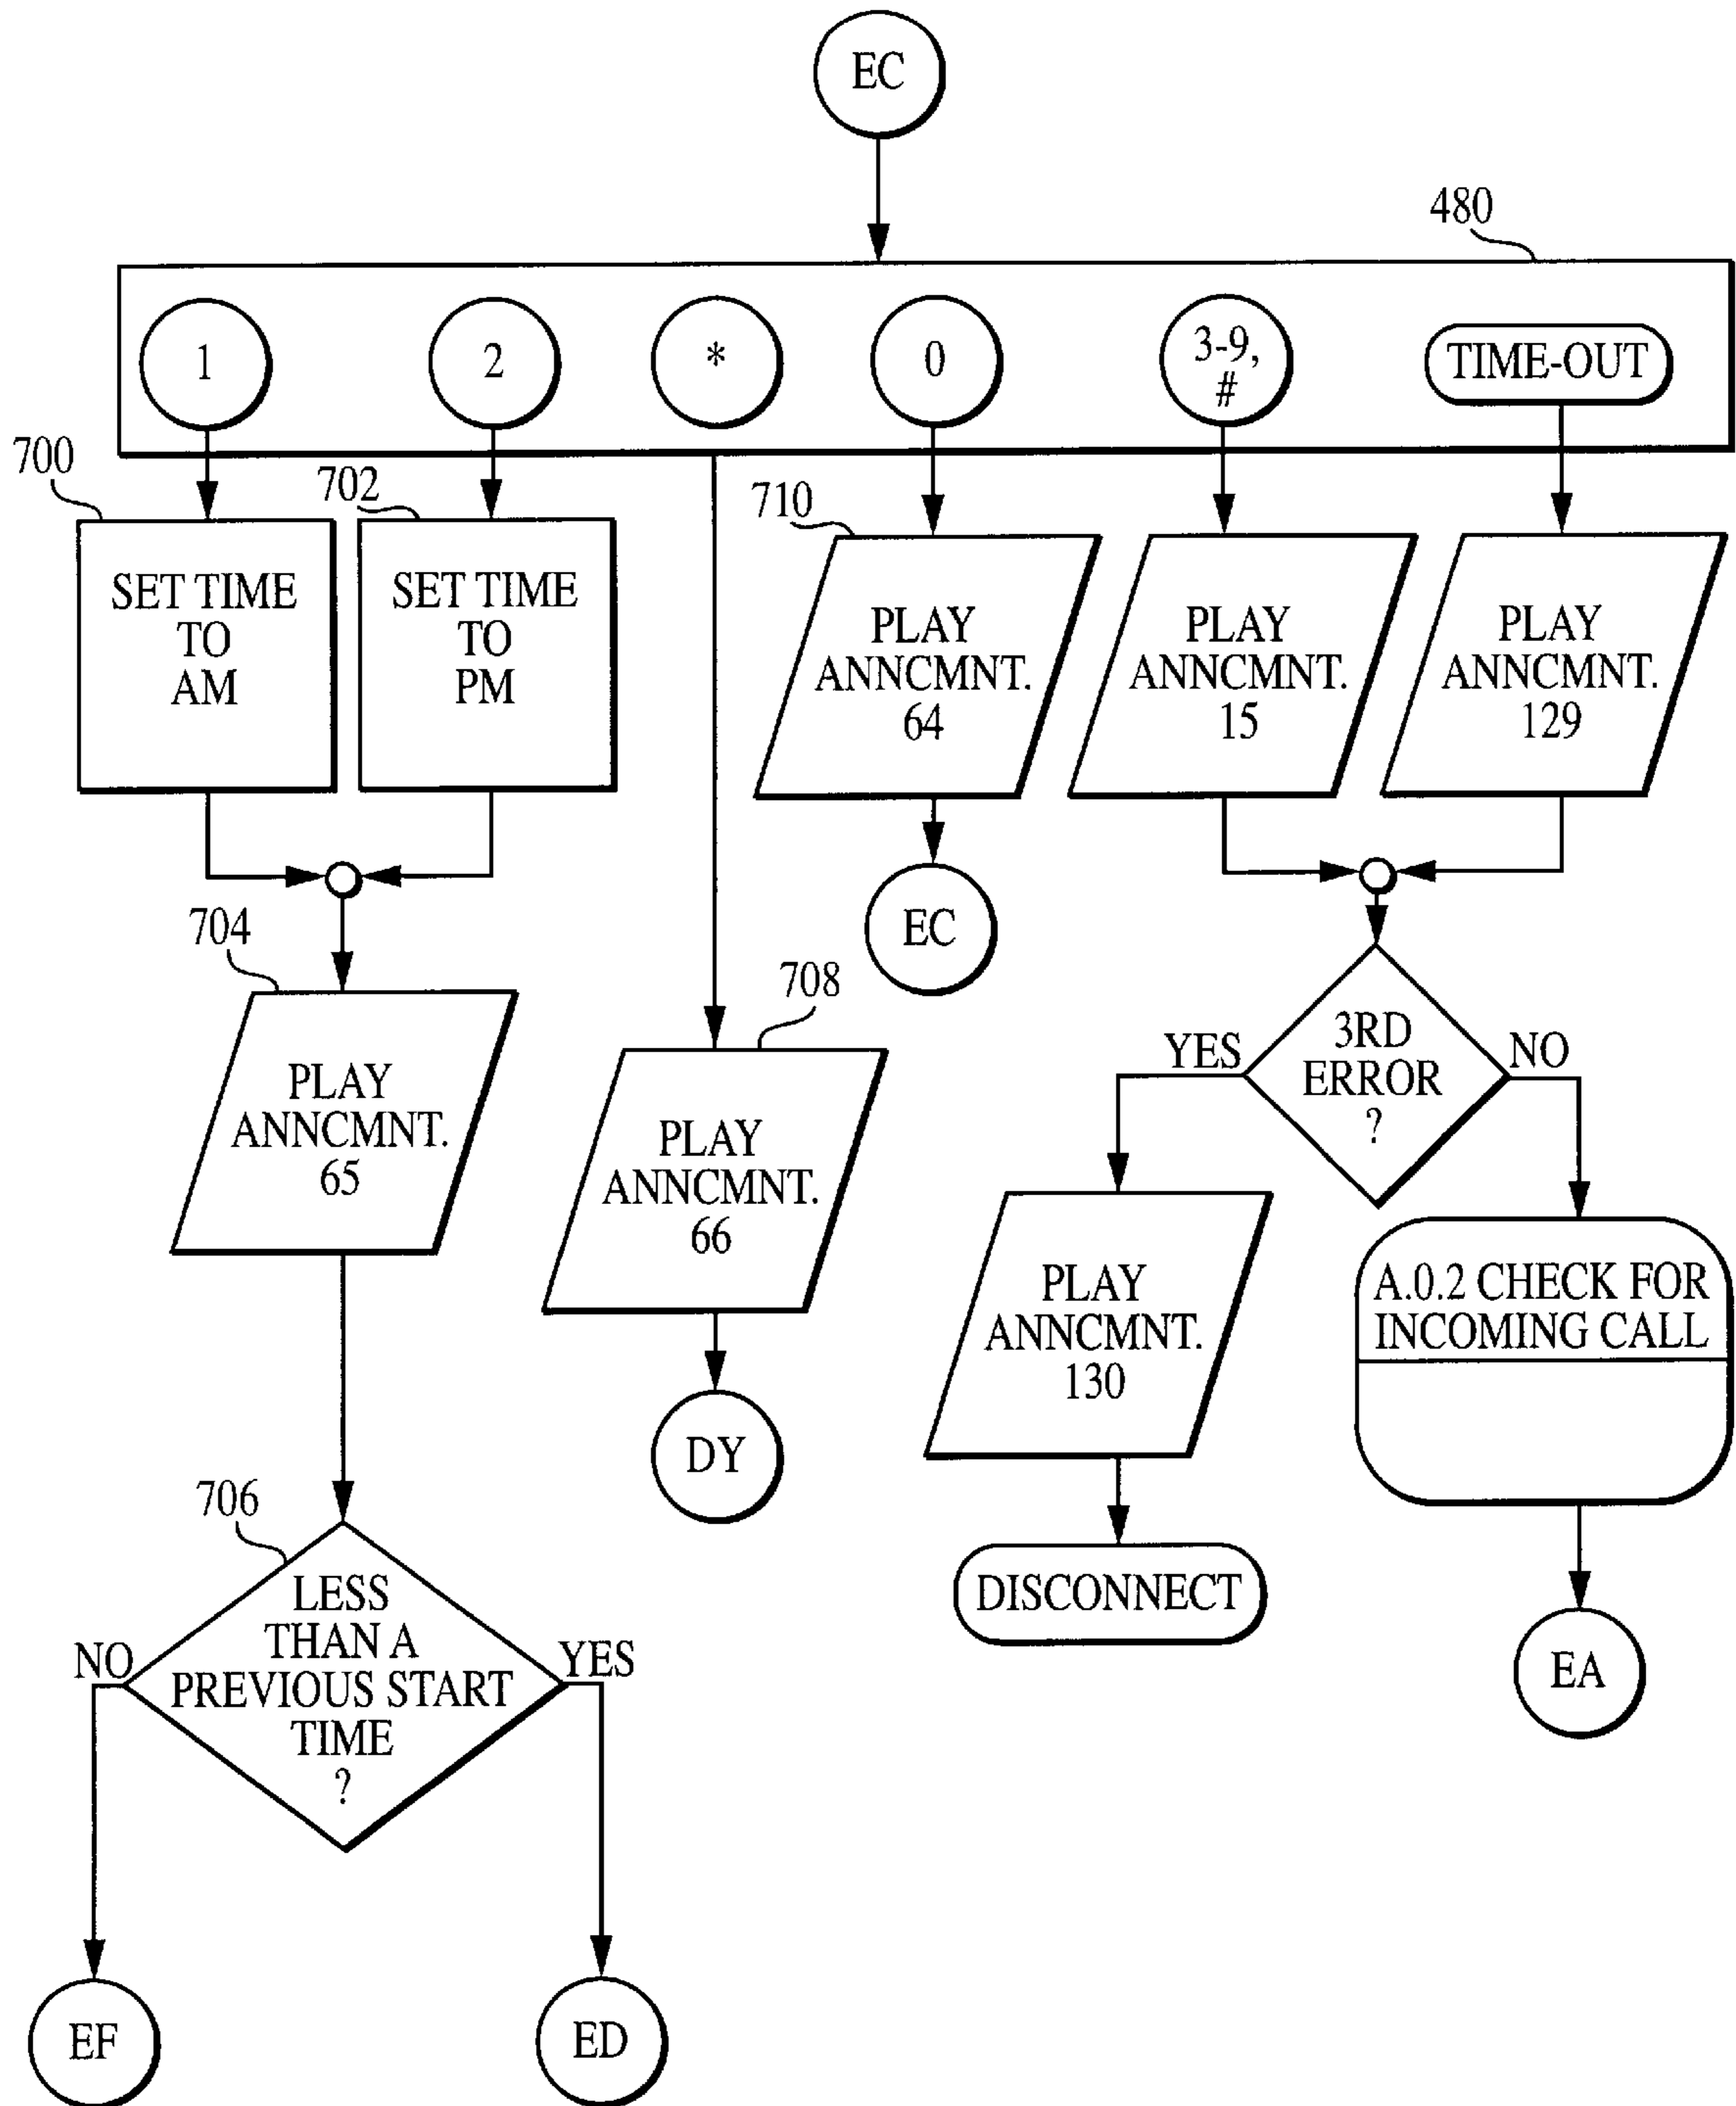 EC
480
1
2
*
0
3-9,
#
TIME-OUT
700
702
710
SET TIME
TO
AM
SET TIME
TO
PM
PLAY
ANNCMNT.
64
PLAY
ANNCMNT.
15
PLAY
ANNCMNT.
129
EC
704
708
PLAY
ANNCMNT.
65
PLAY
ANNCMNT.
66
YES
3RD
ERROR
?
NO
PLAY
ANNCMNT.
130
A.0.2 CHECK FOR
INCOMING CALL
DY
DISCONNECT
EA
706
LESS
THAN A
PREVIOUS START
TIME
?
NO
YES
EF
ED